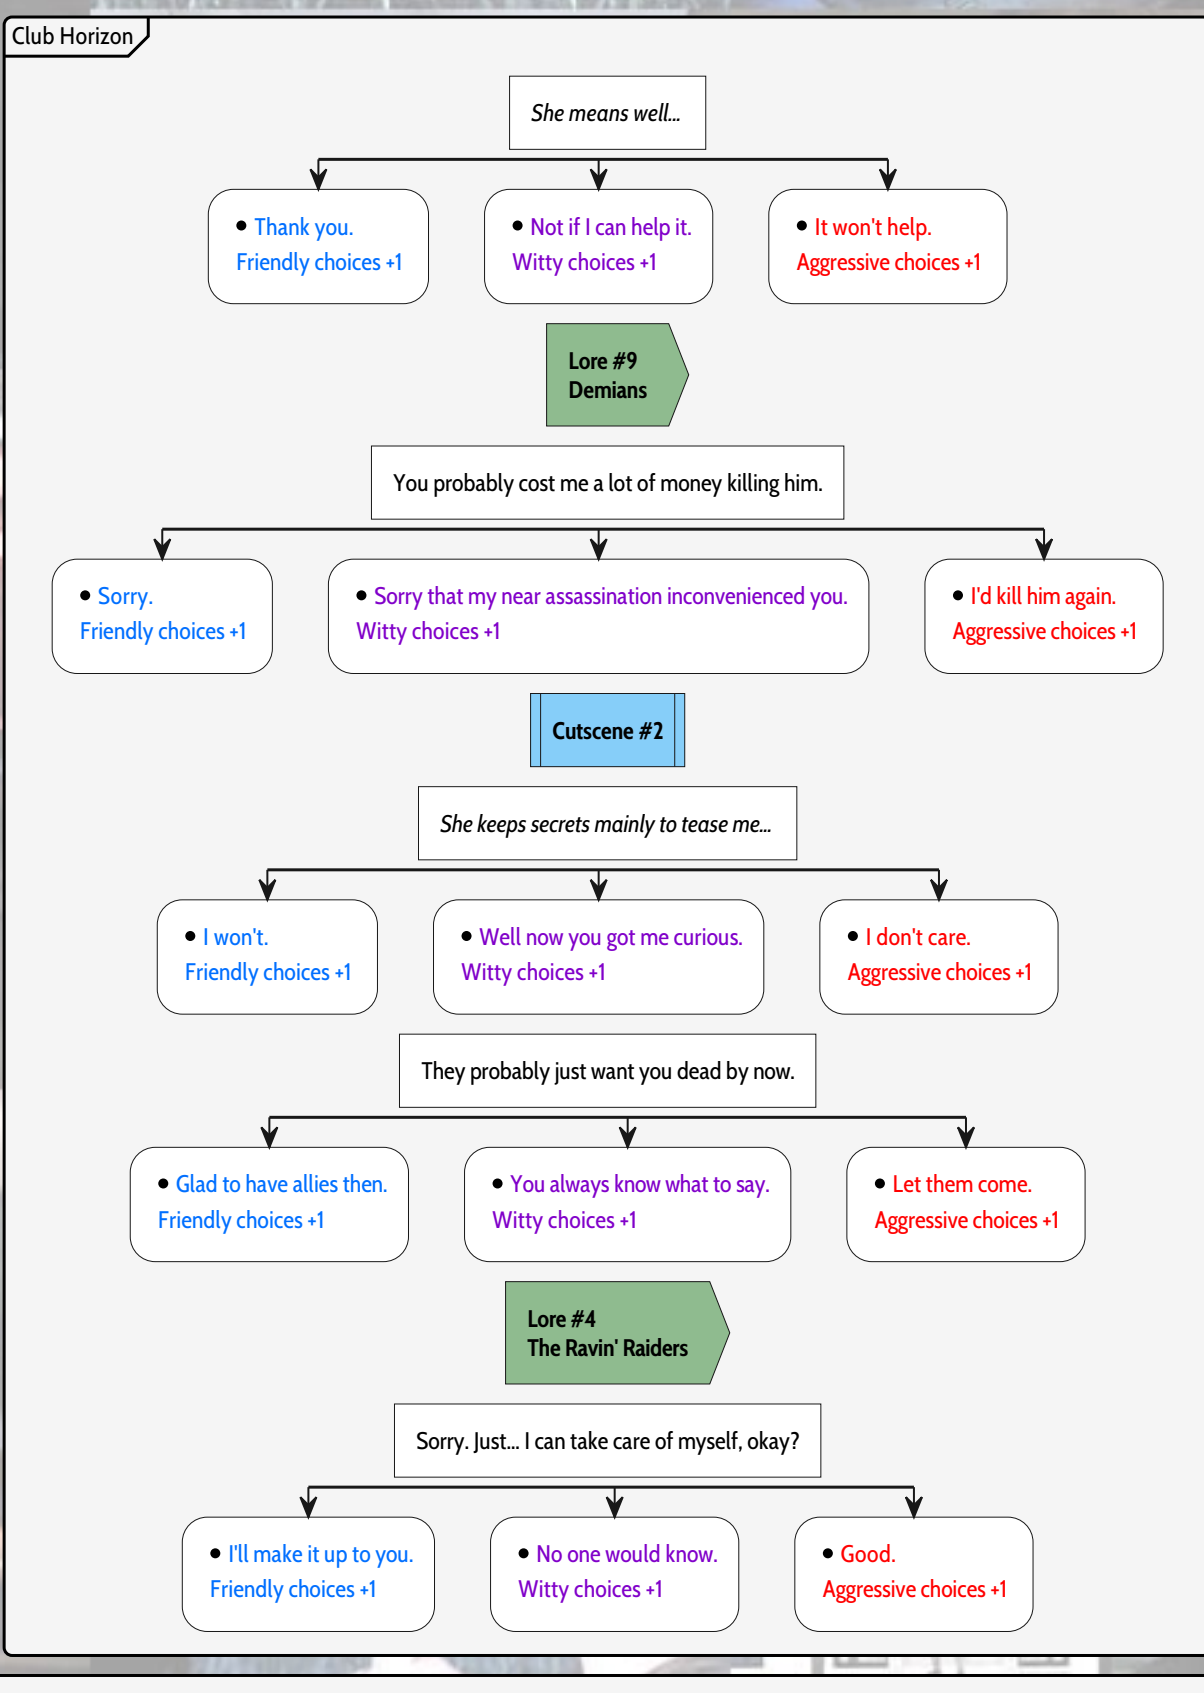 Club Horizon
She means well...
• Thank you.
Friendly choices +1
• Not if I can help it.
Witty choices +1
• It won't help.
Aggressive choices +1
Lore #9
Demians
You probably cost me a lot of money killing him.
• Sorry.
Friendly choices +1
• Sorry that my near assassination inconvenienced you.
Witty choices +1
• I'd kill him again.
Aggressive choices +1
Cutscene #2
She keeps secrets mainly to tease me...
• I won't.
Friendly choices +1
• Well now you got me curious.
Witty choices +1
• I don't care.
Aggressive choices +1
They probably just want you dead by now.
• Glad to have allies then.
Friendly choices +1
• You always know what to say.
Witty choices +1
• Let them come.
Aggressive choices +1
Lore #4
The Ravin' Raiders
Sorry. Just... I can take care of myself, okay?
• I'll make it up to you.
Friendly choices +1
• No one would know.
Witty choices +1
• Good.
Aggressive choices +1